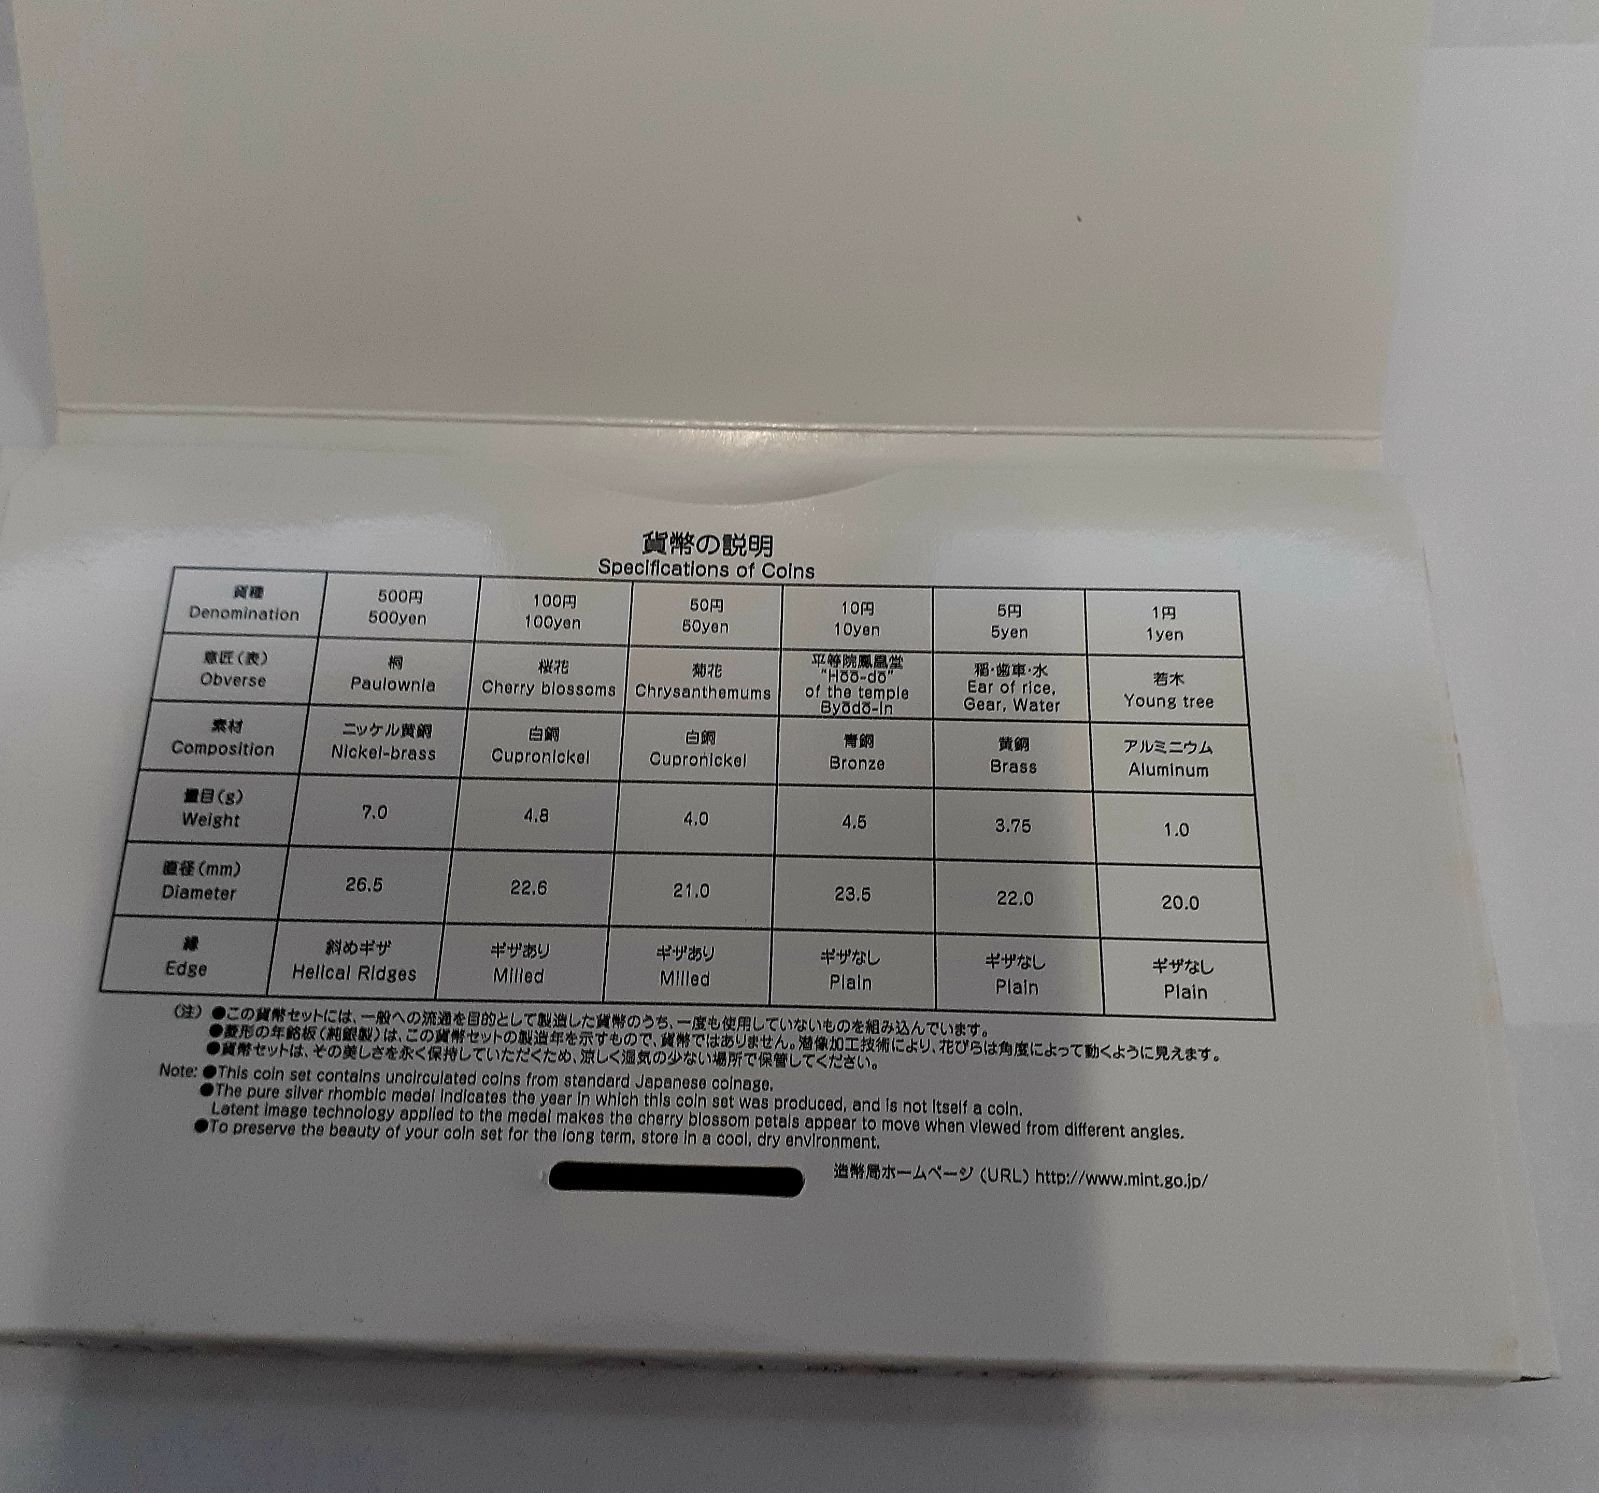 貨幣の説明
Specifications of Coins
貨種 500円 100円 50円 10円 5円 1円
Denomination 500yen 100yen 50yen 10yen 5yen 1yen
意匠(表) 桐 桜花 菊花 平等院鳳凰堂 稲・歯車・水 若木
Obverse Paulownia Cherry blossoms Chrysanthemums "Hōō-dō" Ear of rice, Young tree
of the temple Gear, Water
Byōdō-in
素材 ニッケル黄銅 白銅 白銅 青銅 黄銅 アルミニウム
Composition Nickel-brass Cupronickel Cupronickel Bronze Brass Aluminum
量目(g) 7.0 4.8 4.0 4.5 3.75 1.0
Weight
直径(mm) 26.5 22.6 21.0 23.5 22.0 20.0
Diameter
縁 斜めギザ ギザあり ギザあり ギザなし ギザなし ギザなし
Edge Helical Ridges Milled Milled Plain Plain Plain
(注) ●この貨幣セットには、一般への流通を目的として製造した貨幣のうち、一度も使用していないものを組み込んでいます。
●菱形の年銘板(純銀製)は、この貨幣セットの製造年を示すもので、貨幣ではありません。潜像加工技術により、花びらは角度によって動くように見えます。
●貨幣セットは、その美しさを永く保持していただくため、涼しく湿気の少ない場所で保管してください。
Note: ●This coin set contains uncirculated coins from standard Japanese coinage.
●The pure silver rhombic medal indicates the year in which this coin set was produced, and is not itself a coin.
Latent image technology applied to the medal makes the cherry blossom petals appear to move when viewed from different angles.
●To preserve the beauty of your coin set for the long term, store in a cool, dry environment.
造幣局ホームページ (URL) http://www.mint.go.jp/